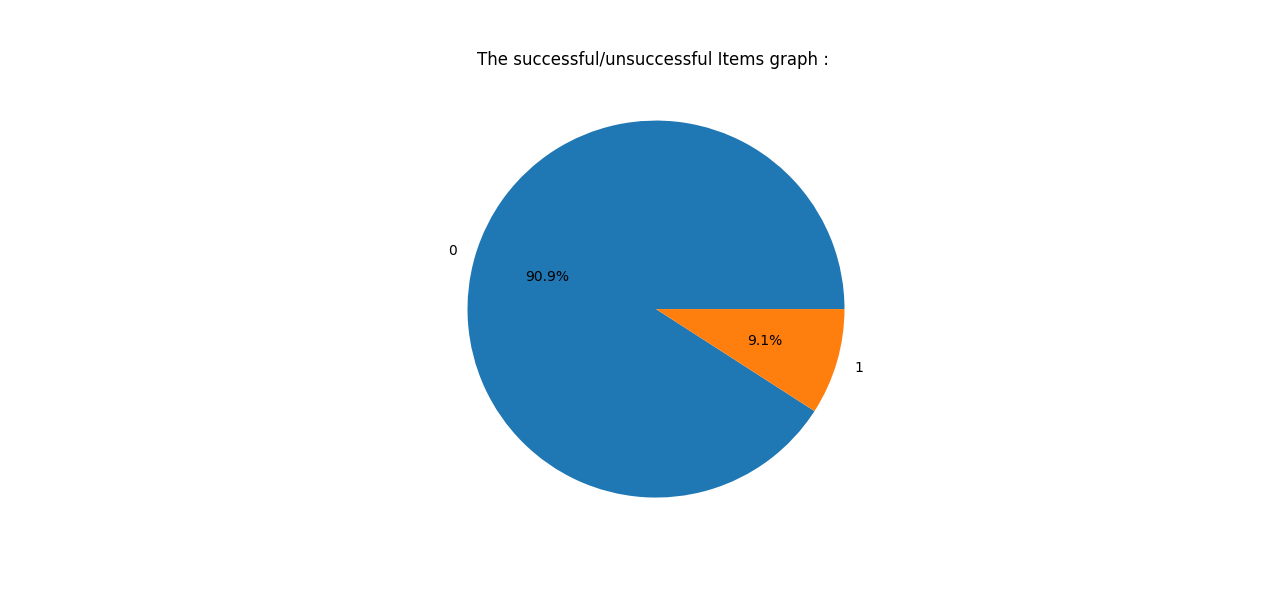 The successful/unsuccessful Items graph :
0
90.9%
9.1%
1